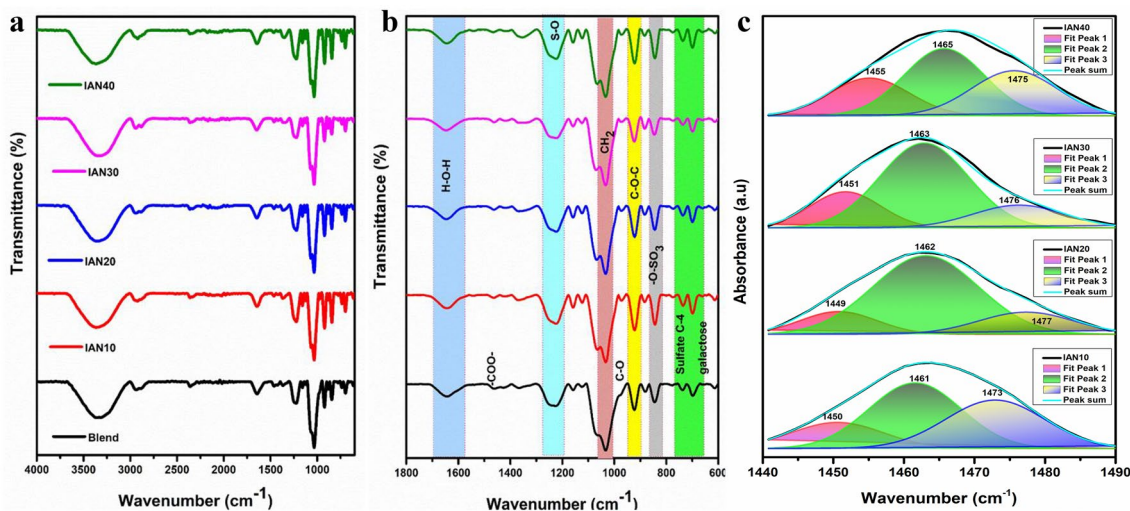 a
Transmittance (%)
IAN40
IAN30
IAN20
IAN10
Blend
4000 3500 3000 2500 2000 1500 1000
Wavenumber (cm-1)
b
Transmittance (%)
H-O-H
-COO-
S-O
CH2
C-O
C-O-C
-O-SO3
Sulfate C-4
galactose
1800 1600 1400 1200 1000 800 600
Wavenumber (cm-1)
c
Absorbance (a.u)
IAN40
Fit Peak 1
Fit Peak 2
Fit Peak 3
Peak sum
1455
1465
1475
IAN30
Fit Peak 1
Fit Peak 2
Fit Peak 3
Peak sum
1451
1463
1476
IAN20
Fit Peak 1
Fit Peak 2
Fit Peak 3
Peak sum
1449
1462
1477
IAN10
Fit Peak 1
Fit Peak 2
Fit Peak 3
Peak sum
1450
1461
1473
1440 1450 1460 1470 1480 1490
Wavenumber (cm-1)